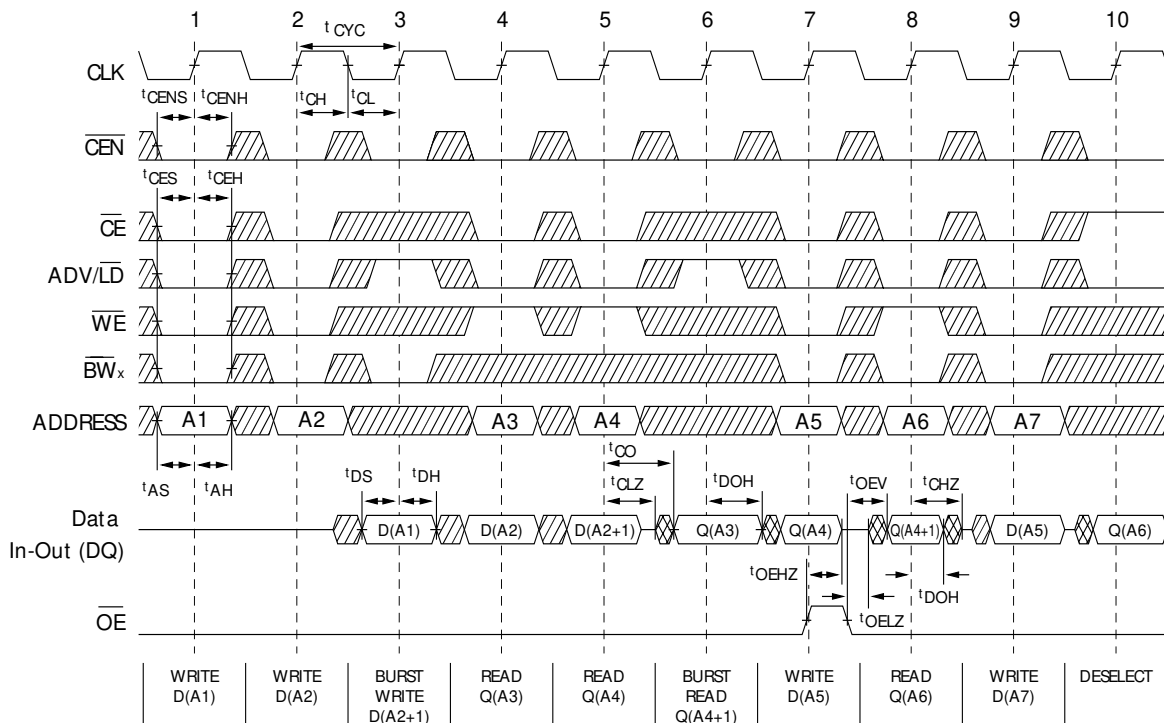 1 2 3 4 5 6 7 8 9 10
tCYC
CLK
tCENS tCENH tCH tCL
CEN
tCES tCEH
CE
ADV/LD
WE
BWx
ADDRESS A1 A2 A3 A4 A5 A6 A7
tCO
tAS tAH tDS tDH tCLZ tDOH tOEV tCHZ
Data
In-Out (DQ)
D(A1) D(A2) D(A2+1) Q(A3) Q(A4) Q(A4+1) D(A5) Q(A6)
tOEHZ tDOH
tOELZ
OE
WRITE
D(A1)
WRITE
D(A2)
BURST
WRITE
D(A2+1)
READ
Q(A3)
READ
Q(A4)
BURST
READ
Q(A4+1)
WRITE
D(A5)
READ
Q(A6)
WRITE
D(A7)
DESELECT